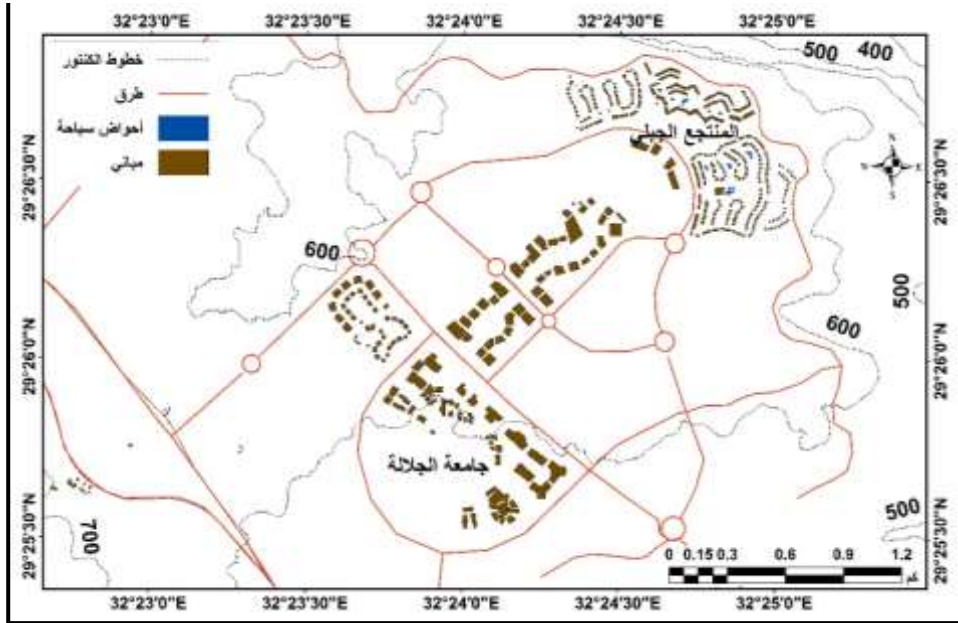 32°23'0"E 32°23'30"E 32°24'0"E 32°24'30"E 32°25'0"E
خطوط الكنتور
طرق
أحواض سباحة
مباني
500
400
المنتجع الجبلي
N
W E
S
29°26'30"N
29°26'30"N
600
500
600
29°26'0"N
29°26'0"N
جامعة الجلالة
700
500
29°25'30"N
29°25'30"N
0 0.15 0.3 0.6 0.9 1.2
كم
32°23'0"E 32°23'30"E 32°24'0"E 32°24'30"E 32°25'0"E